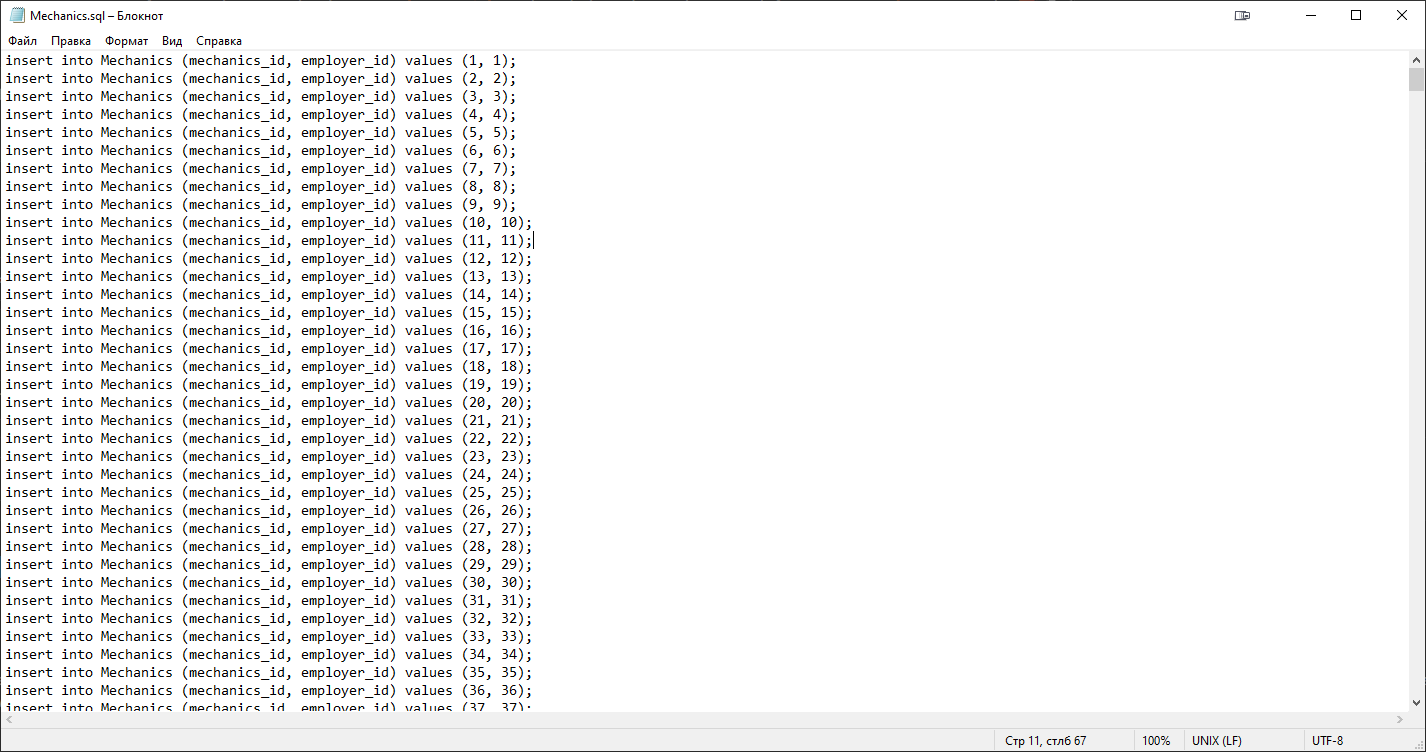 Mechanics.sql – Блокнот
Файл Правка Формат Вид Справка
insert into Mechanics (mechanics_id, employer_id) values (1, 1);
insert into Mechanics (mechanics_id, employer_id) values (2, 2);
insert into Mechanics (mechanics_id, employer_id) values (3, 3);
insert into Mechanics (mechanics_id, employer_id) values (4, 4);
insert into Mechanics (mechanics_id, employer_id) values (5, 5);
insert into Mechanics (mechanics_id, employer_id) values (6, 6);
insert into Mechanics (mechanics_id, employer_id) values (7, 7);
insert into Mechanics (mechanics_id, employer_id) values (8, 8);
insert into Mechanics (mechanics_id, employer_id) values (9, 9);
insert into Mechanics (mechanics_id, employer_id) values (10, 10);
insert into Mechanics (mechanics_id, employer_id) values (11, 11);
insert into Mechanics (mechanics_id, employer_id) values (12, 12);
insert into Mechanics (mechanics_id, employer_id) values (13, 13);
insert into Mechanics (mechanics_id, employer_id) values (14, 14);
insert into Mechanics (mechanics_id, employer_id) values (15, 15);
insert into Mechanics (mechanics_id, employer_id) values (16, 16);
insert into Mechanics (mechanics_id, employer_id) values (17, 17);
insert into Mechanics (mechanics_id, employer_id) values (18, 18);
insert into Mechanics (mechanics_id, employer_id) values (19, 19);
insert into Mechanics (mechanics_id, employer_id) values (20, 20);
insert into Mechanics (mechanics_id, employer_id) values (21, 21);
insert into Mechanics (mechanics_id, employer_id) values (22, 22);
insert into Mechanics (mechanics_id, employer_id) values (23, 23);
insert into Mechanics (mechanics_id, employer_id) values (24, 24);
insert into Mechanics (mechanics_id, employer_id) values (25, 25);
insert into Mechanics (mechanics_id, employer_id) values (26, 26);
insert into Mechanics (mechanics_id, employer_id) values (27, 27);
insert into Mechanics (mechanics_id, employer_id) values (28, 28);
insert into Mechanics (mechanics_id, employer_id) values (29, 29);
insert into Mechanics (mechanics_id, employer_id) values (30, 30);
insert into Mechanics (mechanics_id, employer_id) values (31, 31);
insert into Mechanics (mechanics_id, employer_id) values (32, 32);
insert into Mechanics (mechanics_id, employer_id) values (33, 33);
insert into Mechanics (mechanics_id, employer_id) values (34, 34);
insert into Mechanics (mechanics_id, employer_id) values (35, 35);
insert into Mechanics (mechanics_id, employer_id) values (36, 36);
insert into Mechanics (mechanics_id, employer_id) values (37, 37);
Стр 11, стлб 67 100% UNIX (LF) UTF-8